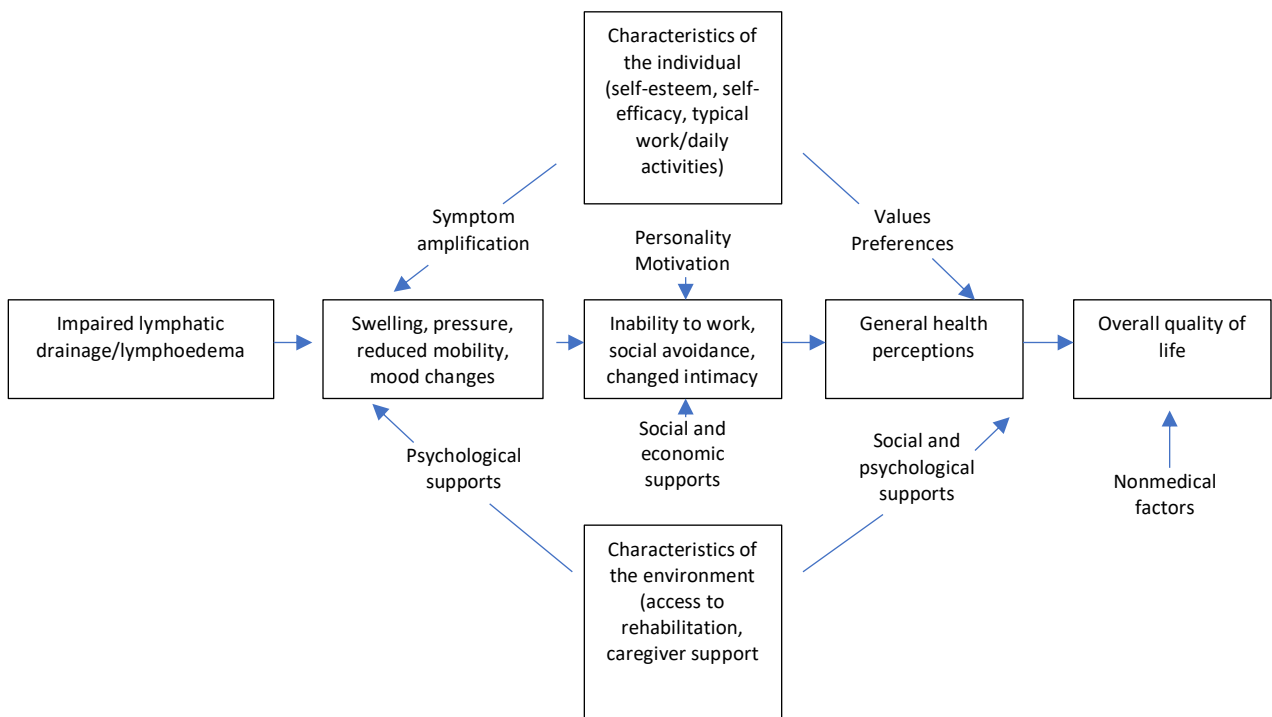 Characteristics of
the individual
(self-esteem, self-
efficacy, typical
work/daily
activities)
Symptom
amplification
Personality
Motivation
Values
Preferences
Impaired lymphatic
drainage/lymphoedema
Swelling, pressure,
reduced mobility,
mood changes
Inability to work,
social avoidance,
changed intimacy
General health
perceptions
Overall quality of
life
Psychological
supports
Social and
economic
supports
Social and
psychological
supports
Nonmedical
factors
Characteristics of
the environment
(access to
rehabilitation,
caregiver support